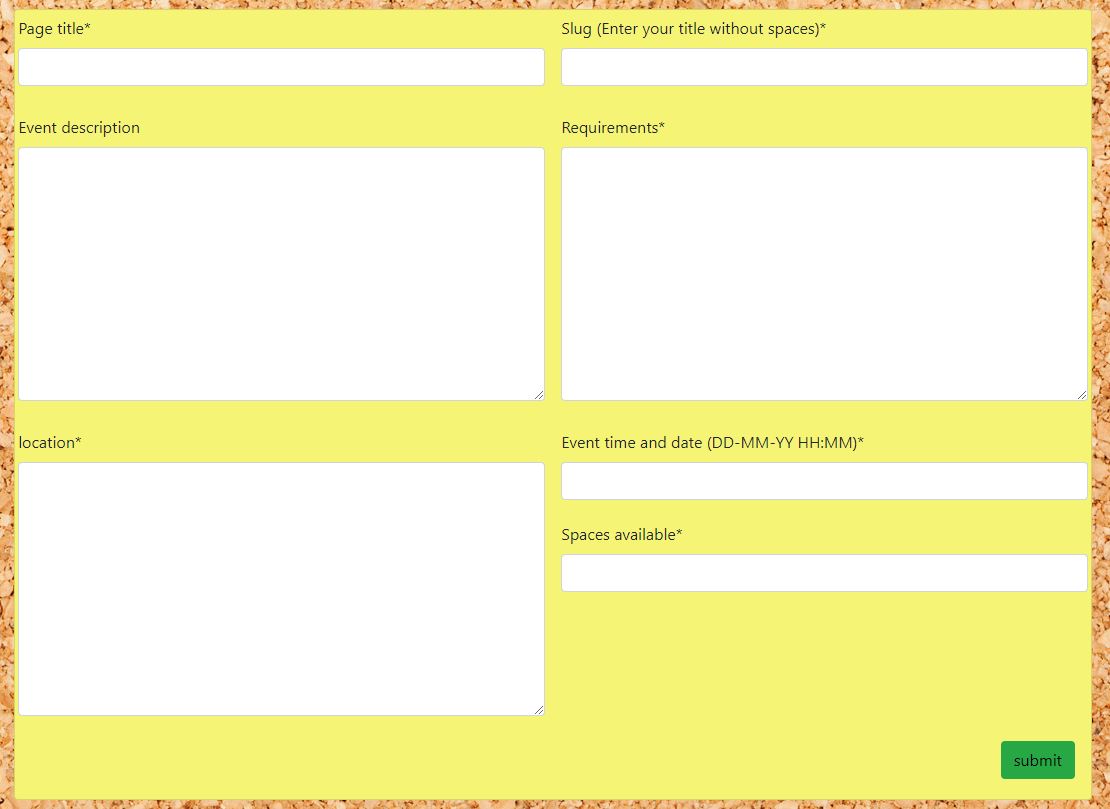 Page title*
Slug (Enter your title without spaces)*
Event description
Requirements*
location*
Event time and date (DD-MM-YY HH:MM)*
Spaces available*
submit